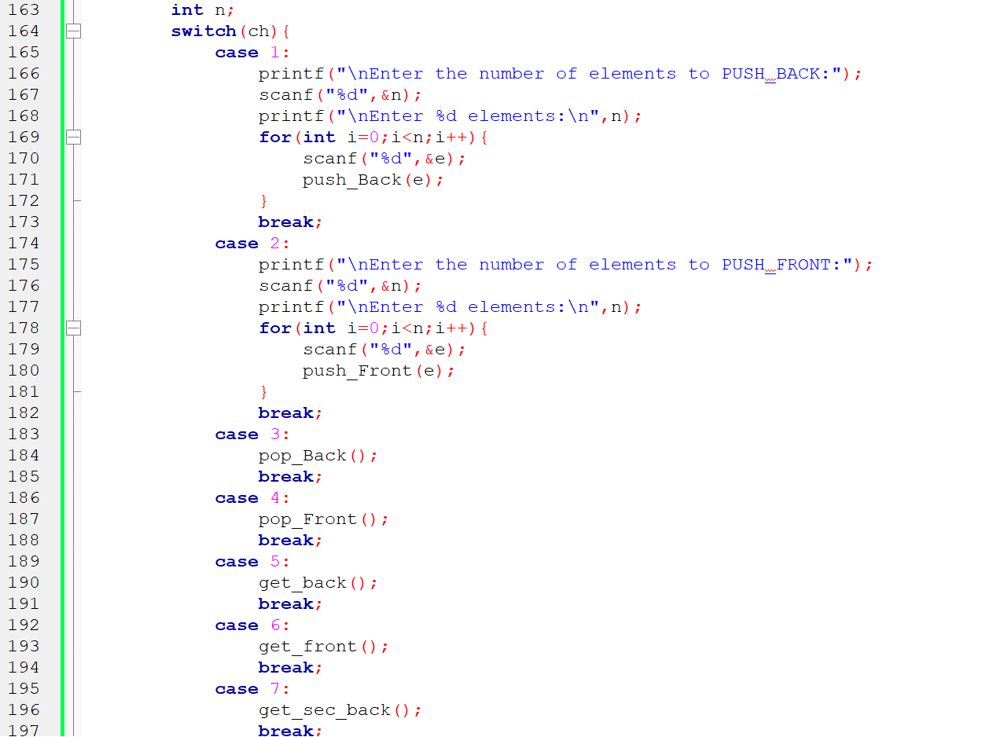 163 int n;
164 switch(ch){
165 case 1:
166 printf("\nEnter the number of elements to PUSH_BACK:");
167 scanf("%d",&n);
168 printf("\nEnter %d elements:\n",n);
169 for(int i=0;i<n;i++){
170 scanf("%d",&e);
171 push_Back(e);
172 }
173 break;
174 case 2:
175 printf("\nEnter the number of elements to PUSH_FRONT:");
176 scanf("%d",&n);
177 printf("\nEnter %d elements:\n",n);
178 for(int i=0;i<n;i++){
179 scanf("%d",&e);
180 push_Front(e);
181 }
182 break;
183 case 3:
184 pop_Back();
185 break;
186 case 4:
187 pop_Front();
188 break;
189 case 5:
190 get_back();
191 break;
192 case 6:
193 get_front();
194 break;
195 case 7:
196 get_sec_back();
197 break;